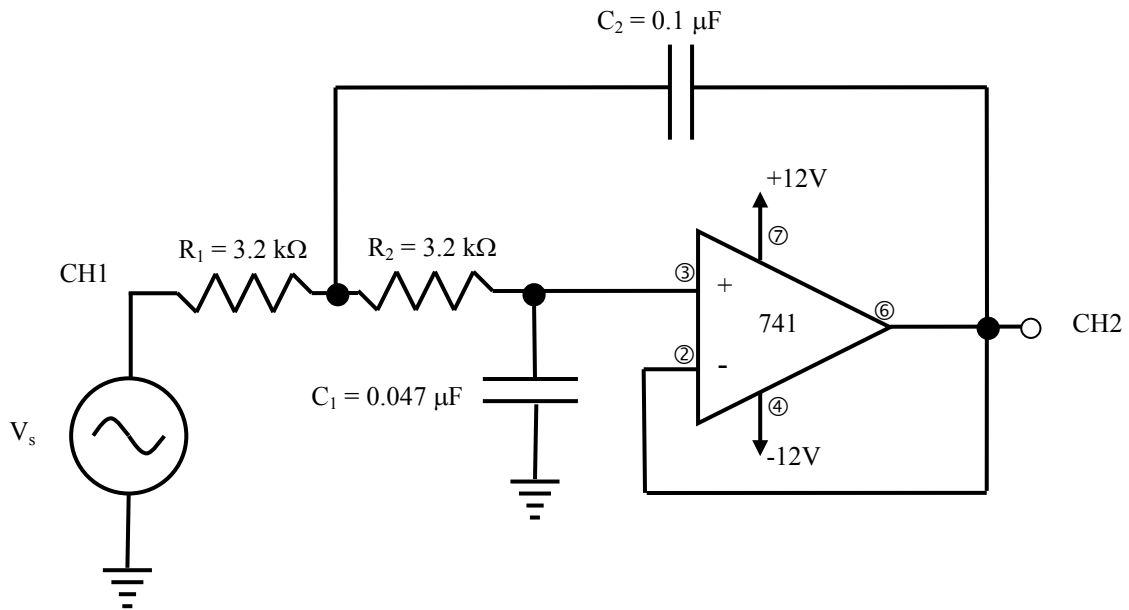 C₂ = 0.1 μF
+12V
⑦
R₁ = 3.2 kΩ
R₂ = 3.2 kΩ
CH1
③
+
741
⑥
CH2
②
-
C₁ = 0.047 μF
④
Vₛ
-12V